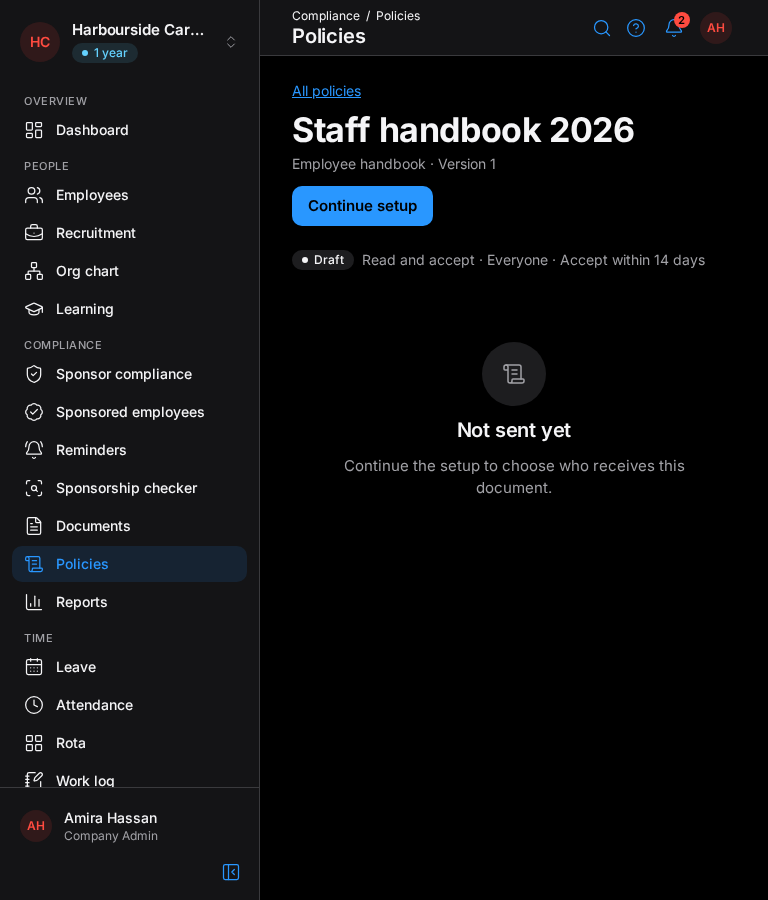 HC
Harbourside Car...
1 year
OVERVIEW
Dashboard
PEOPLE
Employees
Recruitment
Org chart
Learning
COMPLIANCE
Sponsor compliance
Sponsored employees
Reminders
Sponsorship checker
Documents
Policies
Reports
TIME
Leave
Attendance
Rota
Work log
AH
Amira Hassan
Company Admin
Compliance / Policies
Policies
2
AH
All policies
Staff handbook 2026
Employee handbook · Version 1
Continue setup
Draft
Read and accept · Everyone · Accept within 14 days
Not sent yet
Continue the setup to choose who receives this
document.